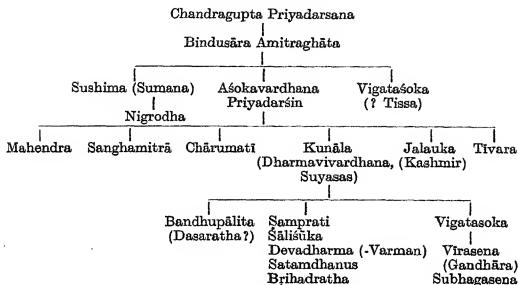 Chandragupta Priyadarsana
Bindusāra Amitraghāta
Sushima (Sumana) Aśokavardhana Vigataśoka
Priyadarśin (? Tissa)
Nigrodha
Mahendra Sanghamitrā Chārumatī Kunāla Jalauka Tīvara
(Dharmavivardhana, (Kashmir)
Suyasas)
Bandhupālita Samprati Vigatasoka
(Dasaratha?) Śāliśūka
Devadharma (-Varman) Vīrasena
Satamdhanus (Gandhāra)
Bṛihadratha Subhagasena